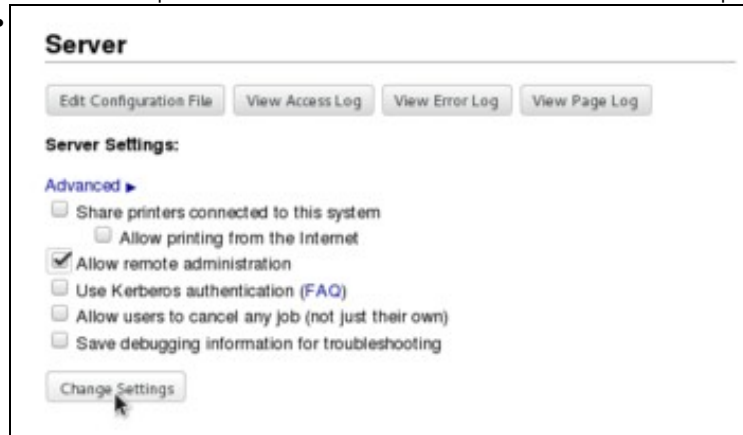 Server
Edit Configuration File View Access Log View Error Log View Page Log
Server Settings:
Advanced ▶
Share printers connected to this system
Allow printing from the Internet
Allow remote administration
Use Kerberos authentication (FAQ)
Allow users to cancel any job (not just their own)
Save debugging information for troubleshooting
Change Settings